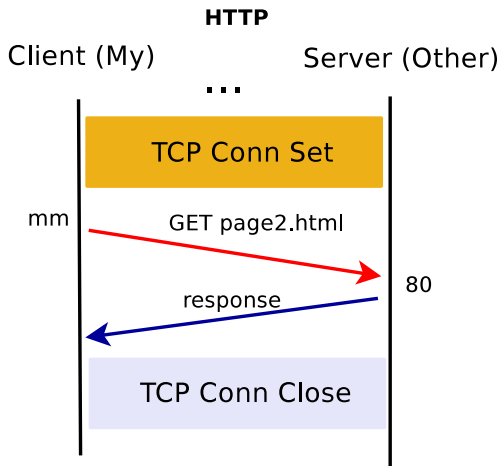 HTTP
Client (My)
Server (Other)
...
TCP Conn Set
mm
GET page2.html
80
response
TCP Conn Close